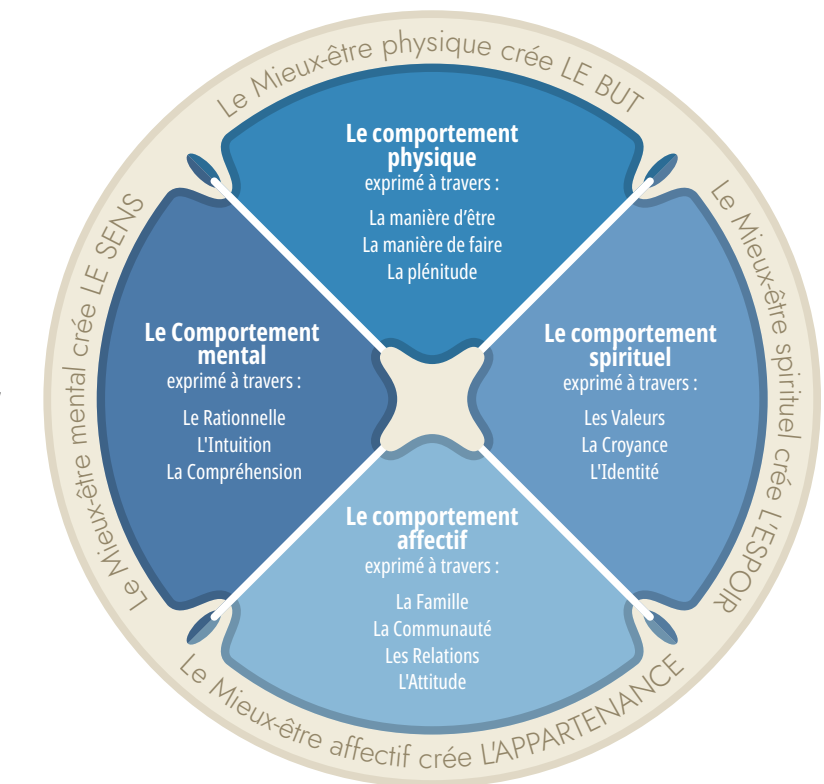 Le Mieux-être physique crée LE BUT
Le comportement
physique
exprimé à travers :
La manière d'être
La manière de faire
La plénitude
Le Mieux-être mental crée LE SENS
Le Comportement
mental
exprimé à travers :
Le Rationnelle
L'Intuition
La Compréhension
Le comportement
spirituel
exprimé à travers :
Les Valeurs
La Croyance
L'Identité
Le Mieux-être spirituel crée L'ESPOIR
Le comportement
affectif
exprimé à travers :
La Famille
La Communauté
Les Relations
L'Attitude
Le Mieux-être affectif crée L'APPARTENANCE